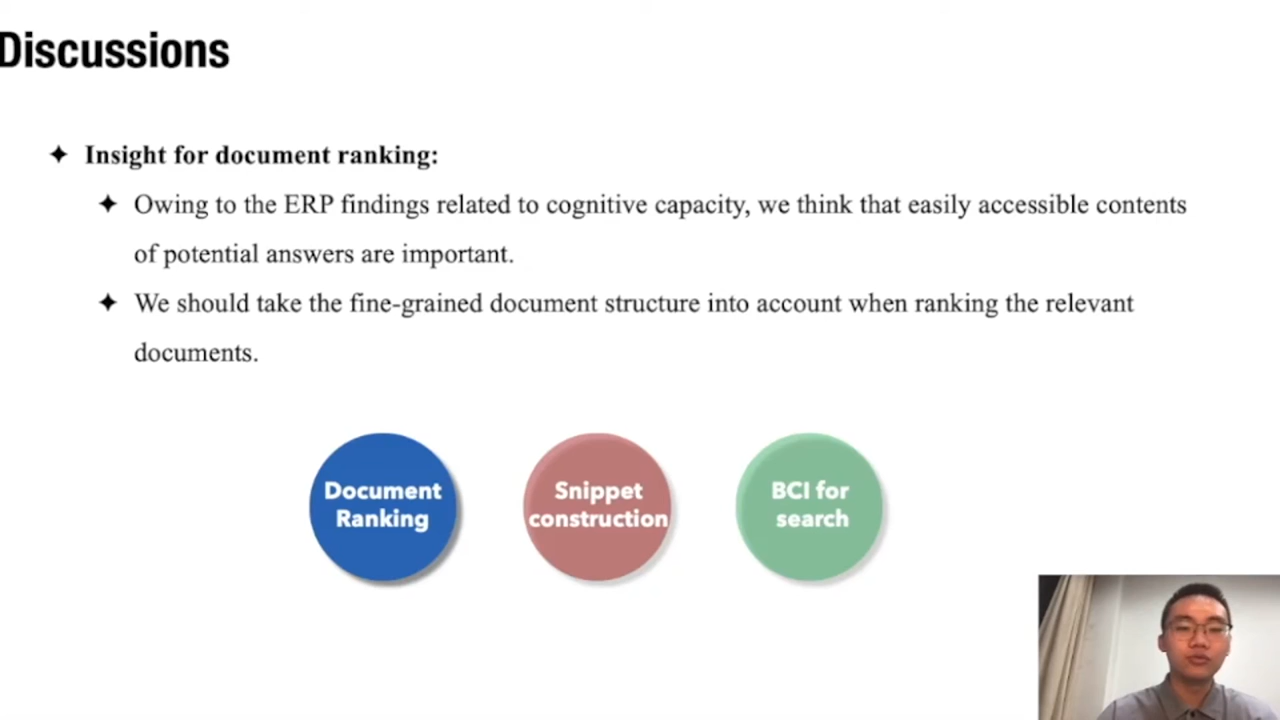 Discussions
✦ Insight for document ranking:
✦ Owing to the ERP findings related to cognitive capacity, we think that easily accessible contents
of potential answers are important.
✦ We should take the fine-grained document structure into account when ranking the relevant
documents.
Document
Ranking
Snippet
construction
BCI for
search